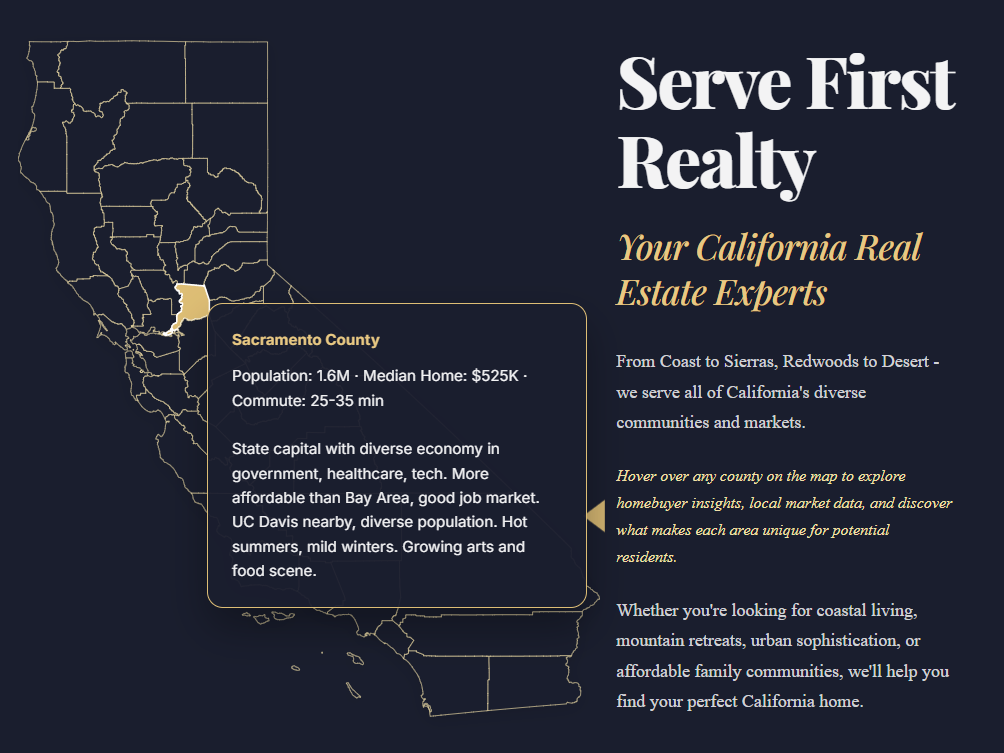 Serve First
Realty
Your California Real
Estate Experts
From Coast to Sierras, Redwoods to Desert -
we serve all of California's diverse
communities and markets.
Hover over any county on the map to explore
homebuyer insights, local market data, and discover
what makes each area unique for potential
residents.
Whether you're looking for coastal living,
mountain retreats, urban sophistication, or
affordable family communities, we'll help you
find your perfect California home.
Sacramento County
Population: 1.6M · Median Home: $525K ·
Commute: 25-35 min
State capital with diverse economy in
government, healthcare, tech. More
affordable than Bay Area, good job market.
UC Davis nearby, diverse population. Hot
summers, mild winters. Growing arts and
food scene.